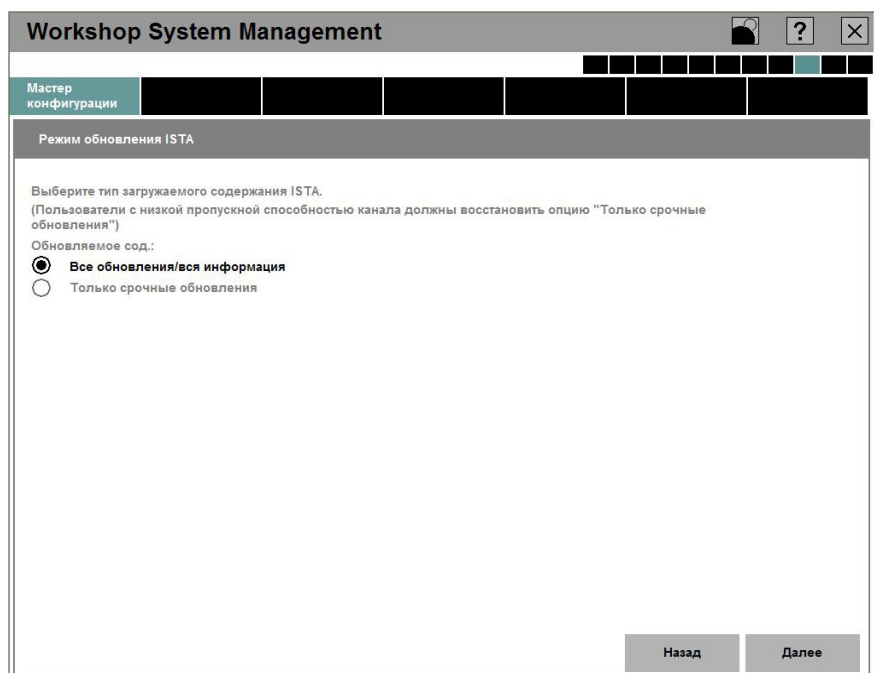 Workshop System Management
?
Мастер
конфигурации
Режим обновления ISTA
Выберите тип загружаемого содержания ISTA.
(Пользователи с низкой пропускной способностью канала должны восстановить опцию "Только срочные
обновления")
Обновляемое сод.:
Все обновления/вся информация
Только срочные обновления
Назад
Далее